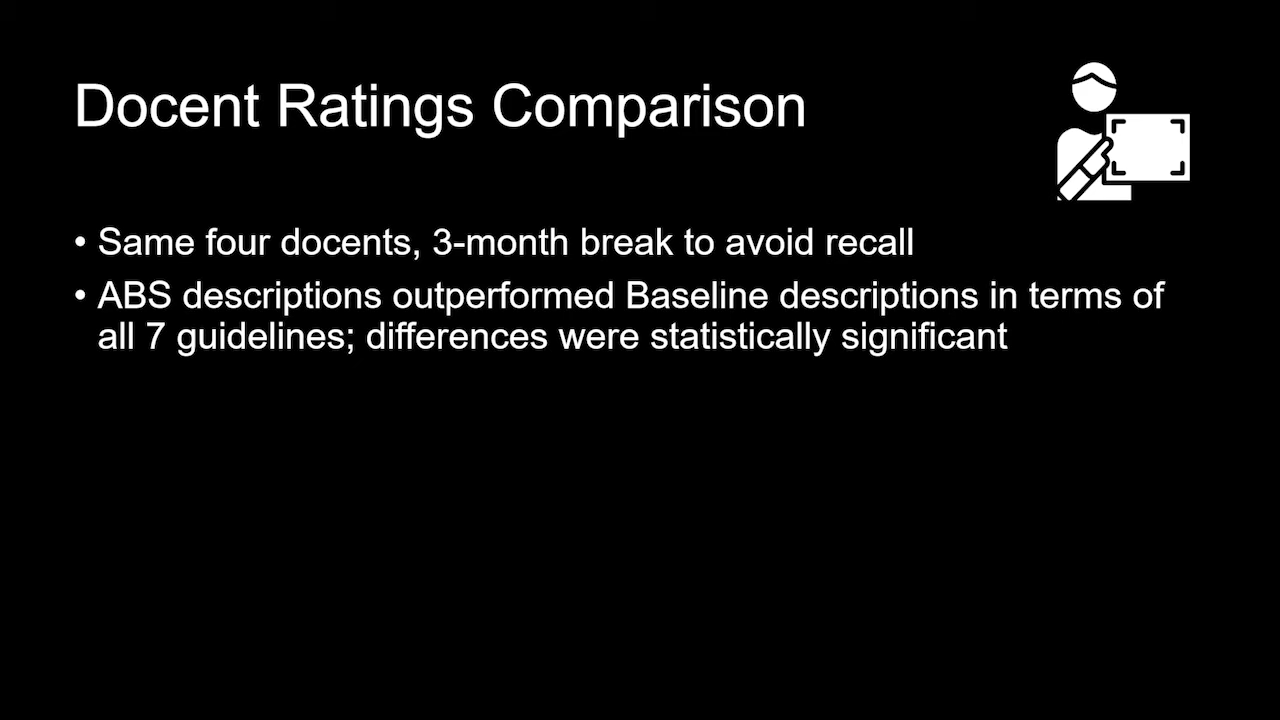 Docent Ratings Comparison
• Same four docents, 3-month break to avoid recall
• ABS descriptions outperformed Baseline descriptions in terms of
all 7 guidelines; differences were statistically significant